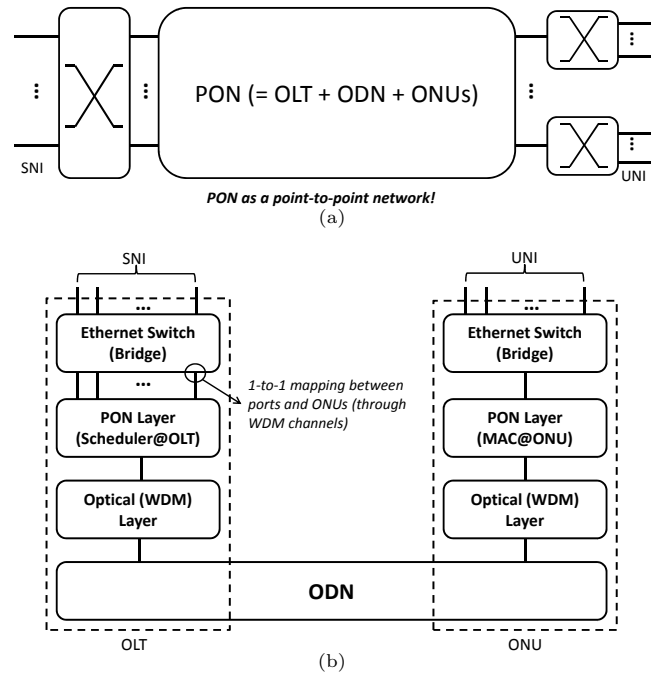 PON (= OLT + ODN + ONUs)
SNI
UNI
PON as a point-to-point network!
(a)
SNI
UNI
...
...
Ethernet Switch
(Bridge)
Ethernet Switch
(Bridge)
...
1-to-1 mapping between
ports and ONUs (through
WDM channels)
PON Layer
(Scheduler@OLT)
PON Layer
(MAC@ONU)
Optical (WDM)
Layer
Optical (WDM)
Layer
ODN
OLT
ONU
(b)